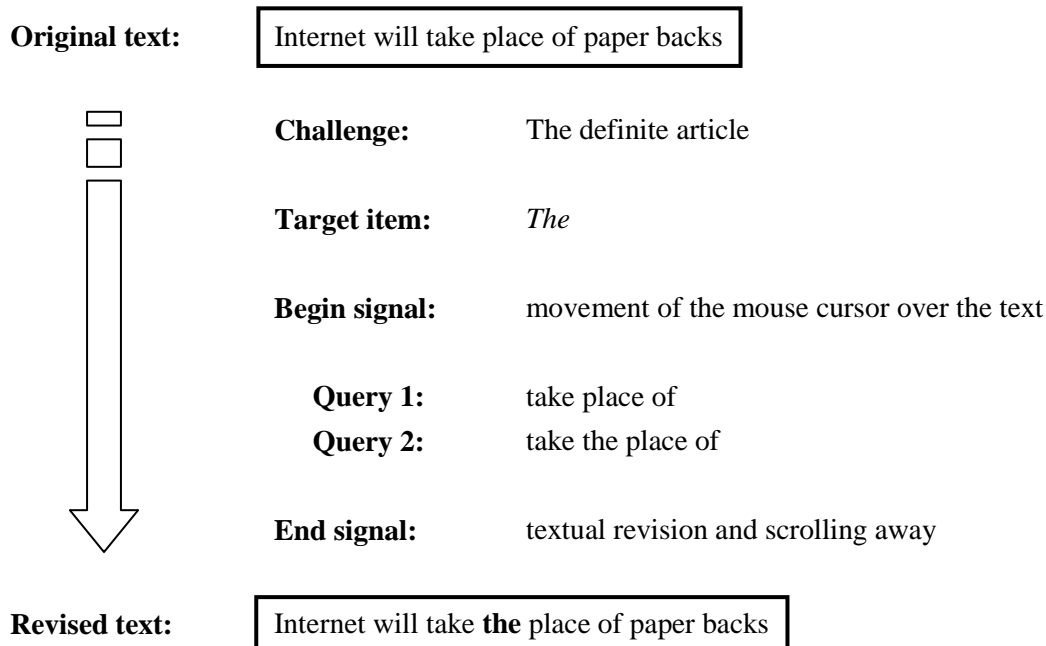 Original text: Internet will take place of paper backs
Challenge: The definite article
Target item: The
Begin signal: movement of the mouse cursor over the text
Query 1: take place of
Query 2: take the place of
End signal: textual revision and scrolling away
Revised text: Internet will take the place of paper backs